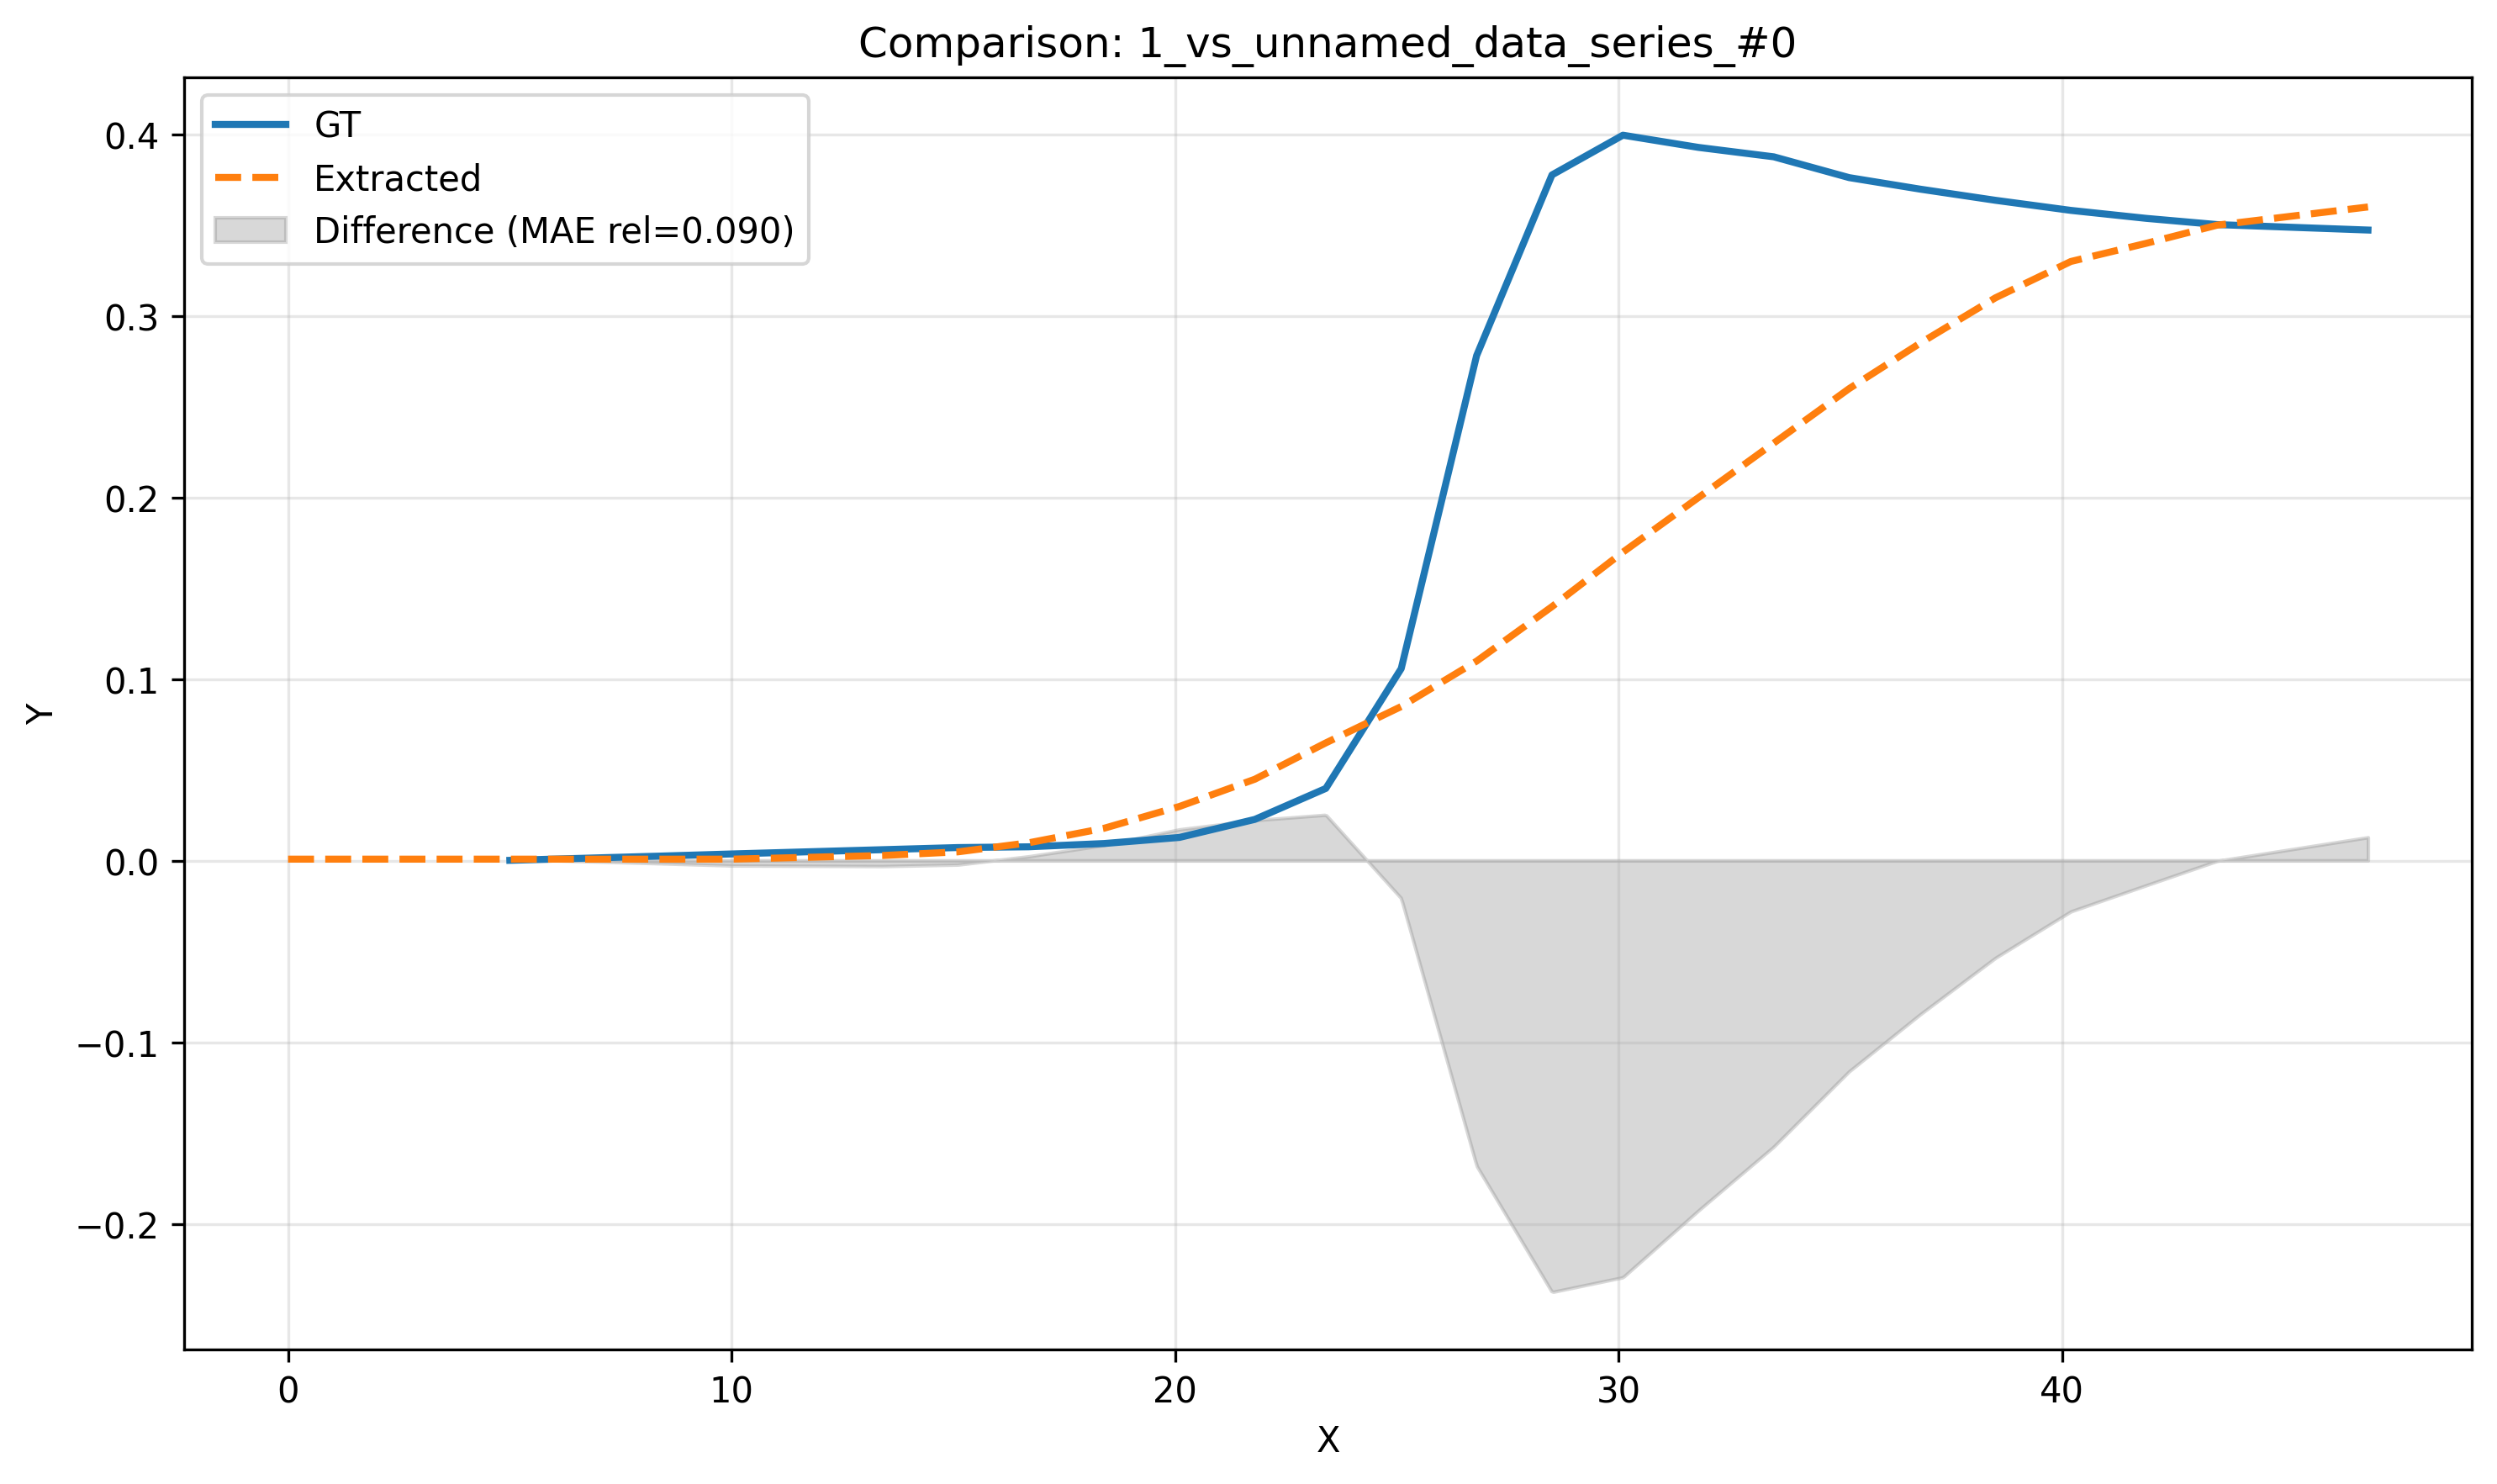 Comparison: 1_vs_unnamed_data_series_#0
GT
Extracted
Difference (MAE rel=0.090)
0.4
0.3
0.2
0.1
0.0
−0.1
−0.2
Y
0
10
20
30
40
X